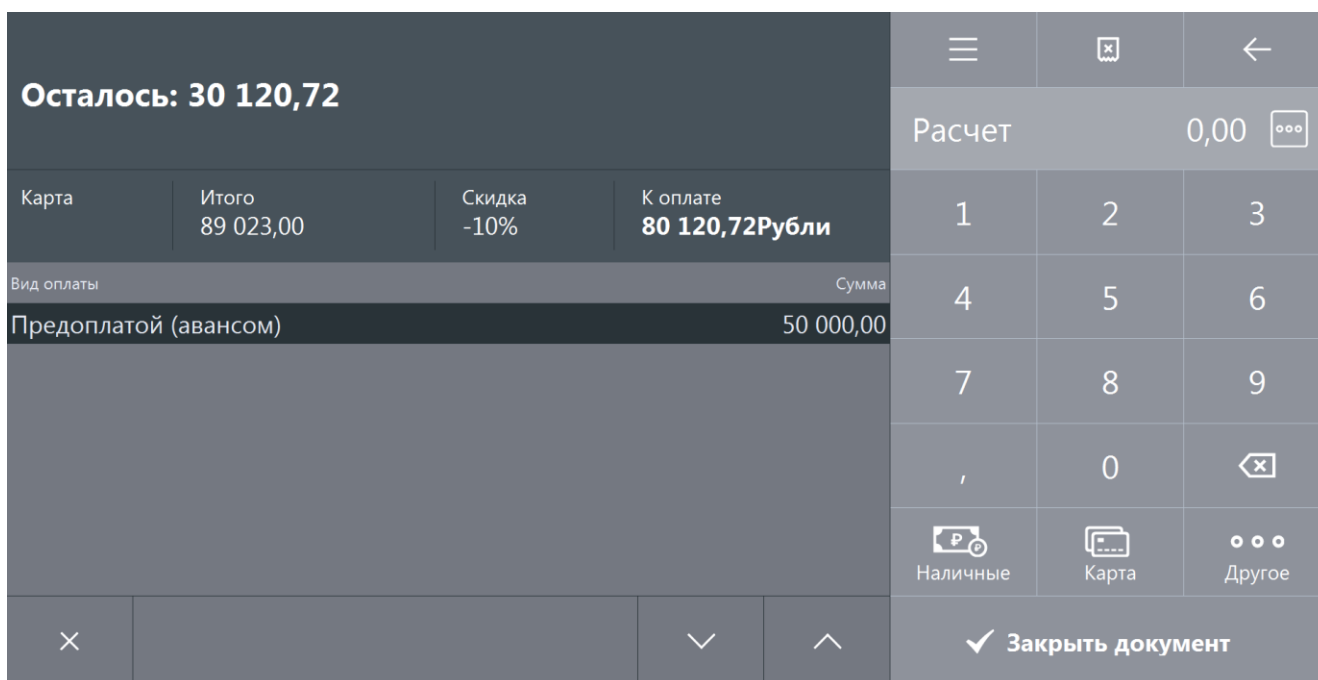 Осталось: 30 120,72
Карта Итого Скидка К оплате
89 023,00 -10% 80 120,72Рубли
Вид оплаты Сумма
Предоплатой (авансом) 50 000,00
Расчет 0,00
1 2 3
4 5 6
7 8 9
, 0
Наличные Карта Другое
Закрыть документ